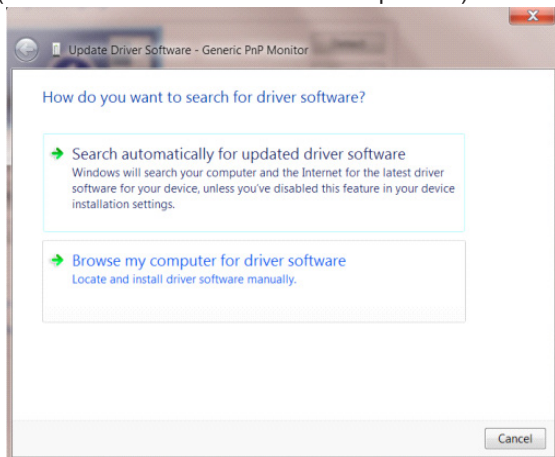 Update Driver Software - Generic PnP Monitor
How do you want to search for driver software?
Search automatically for updated driver software
Windows will search your computer and the Internet for the latest driver
software for your device, unless you've disabled this feature in your device
installation settings.
Browse my computer for driver software
Locate and install driver software manually.
Cancel